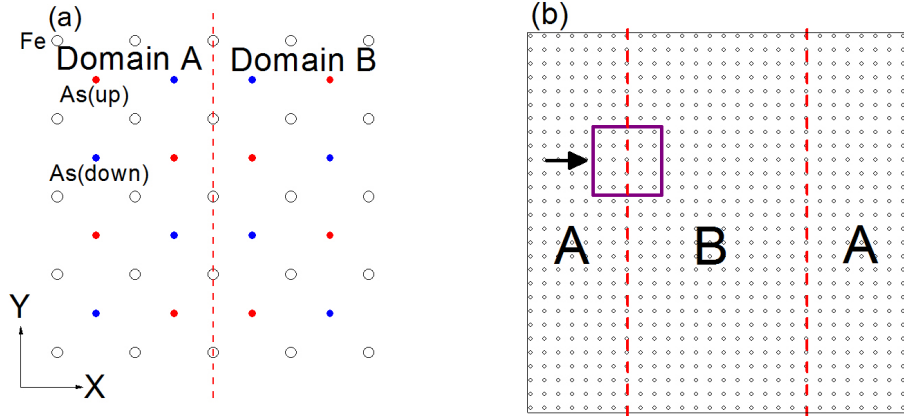 (a)
Fe
Domain A
Domain B
As(up)
As(down)
Y
X
(b)
A
B
A